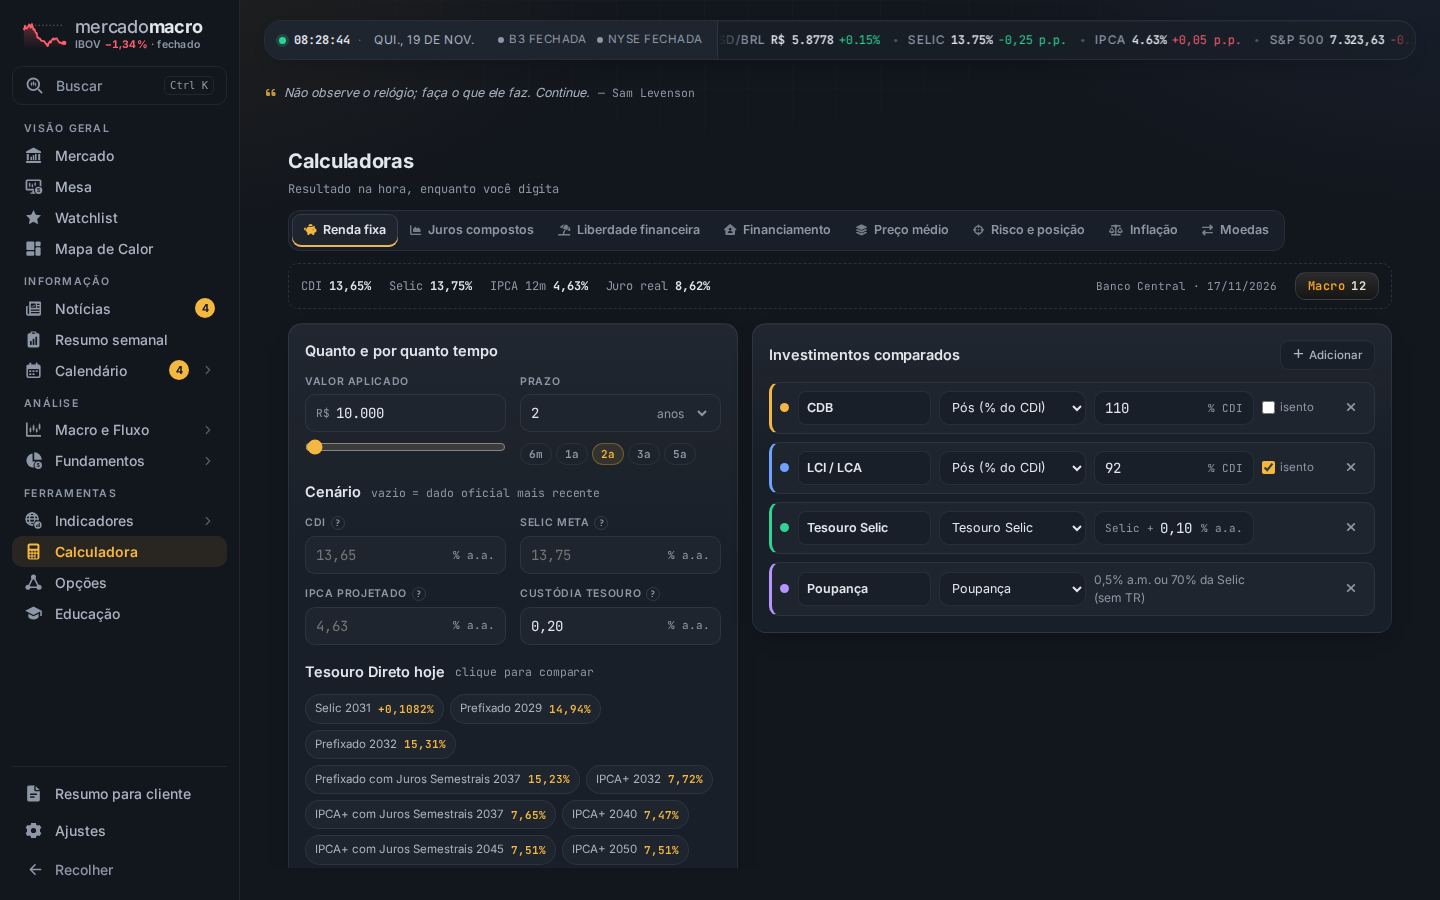 mercadomacro
IBOV −1,34% · fechado
Buscar Ctrl K
VISÃO GERAL
Mercado
Mesa
Watchlist
Mapa de Calor
INFORMAÇÃO
Notícias 4
Resumo semanal
Calendário 4
ANÁLISE
Macro e Fluxo
Fundamentos
FERRAMENTAS
Indicadores
Calculadora
Opções
Educação
Resumo para cliente
Ajustes
Recolher
08:28:44 · QUI., 19 DE NOV. B3 FECHADA NYSE FECHADA D/BRL R$ 5.8778 +0.15% • SELIC 13.75% -0,25 p.p. • IPCA 4.63% +0,05 p.p. • S&P 500 7.323,63 -0.
❝ Não observe o relógio; faça o que ele faz. Continue. — Sam Levenson
Calculadoras
Resultado na hora, enquanto você digita
Renda fixa Juros compostos Liberdade financeira Financiamento Preço médio Risco e posição Inflação Moedas
CDI 13,65% Selic 13,75% IPCA 12m 4,63% Juro real 8,62% Banco Central · 17/11/2026 Macro 12
Quanto e por quanto tempo
VALOR APLICADO PRAZO
R$ 10.000 2 anos
6m 1a 2a 3a 5a
Cenário vazio = dado oficial mais recente
CDI ? SELIC META ?
13,65 % a.a. 13,75 % a.a.
IPCA PROJETADO ? CUSTÓDIA TESOURO ?
4,63 % a.a. 0,20 % a.a.
Tesouro Direto hoje clique para comparar
Selic 2031 +0,1082% Prefixado 2029 14,94%
Prefixado 2032 15,31%
Prefixado com Juros Semestrais 2037 15,23% IPCA+ 2032 7,72%
IPCA+ com Juros Semestrais 2037 7,65% IPCA+ 2040 7,47%
IPCA+ com Juros Semestrais 2045 7,51% IPCA+ 2050 7,51%
Investimentos comparados + Adicionar
CDB Pós (% do CDI) 110 % CDI isento ✕
LCI / LCA Pós (% do CDI) 92 % CDI isento ✕
Tesouro Selic Tesouro Selic Selic + 0,10 % a.a. ✕
Poupança Poupança 0,5% a.m. ou 70% da Selic (sem TR) ✕